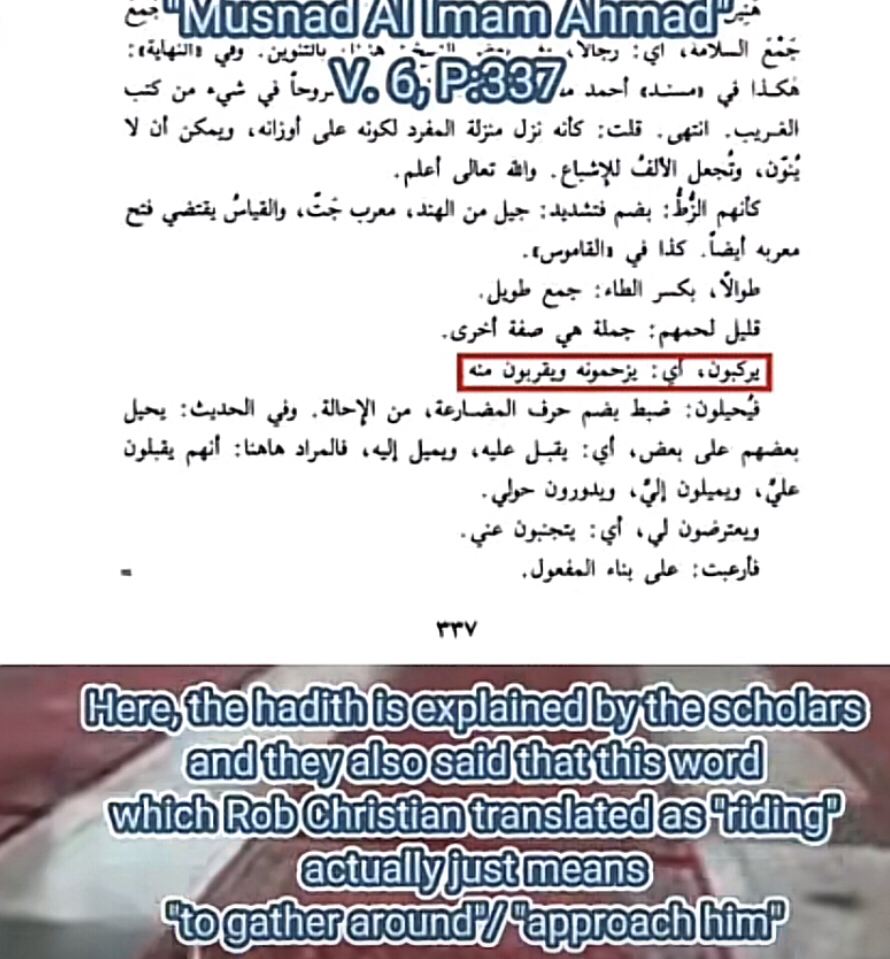 "Musnad Al Imam Ahmad"
V. 6, P:337
هَنِين جمع
جَمْعَ السلامة، أي: رجالاً، بالتنوين. وفي «النهاية»:
هكذا في «مسند» أحمد روحاً في شيء من كتب
الغريب. انتهى. قلت: كأنه نزل منزلة المفرد لكونه على أوزانه، ويمكن أن لا
يُنوّن، وتُجعل الألفُ للإشباع. والله تعالى أعلم.
كأنهم الزُّطُّ: بضم فتشديد: جيل من الهند، معرب جَتّ، والقياسُ يقتضي فتح
معربه أيضاً. كذا في «القاموس».
طوالًا، بكسر الطاء: جمع طويل.
قليل لحمهم: جملة هي صفة أخرى.
يركبون، أي: يزحمونه ويقربون منه
فيُحيلون: ضبط بضم حرف المضارعة، من الإحالة. وفي الحديث: يحيل
بعضهم على بعض، أي: يقبل عليه، ويميل إليه، فالمراد هاهنا: أنهم يقبلون
عليَّ، ويميلون إليَّ، ويدورون حولي.
ويعترضون لي، أي: يتجنبون عني.
فأرعبت: على بناء المفعول.
=
٣٣٧
Here, the hadith is explained by the scholars
and they also said that this word
which Rob Christian translated as "riding"
actually just means
"to gather around"/ "approach him"